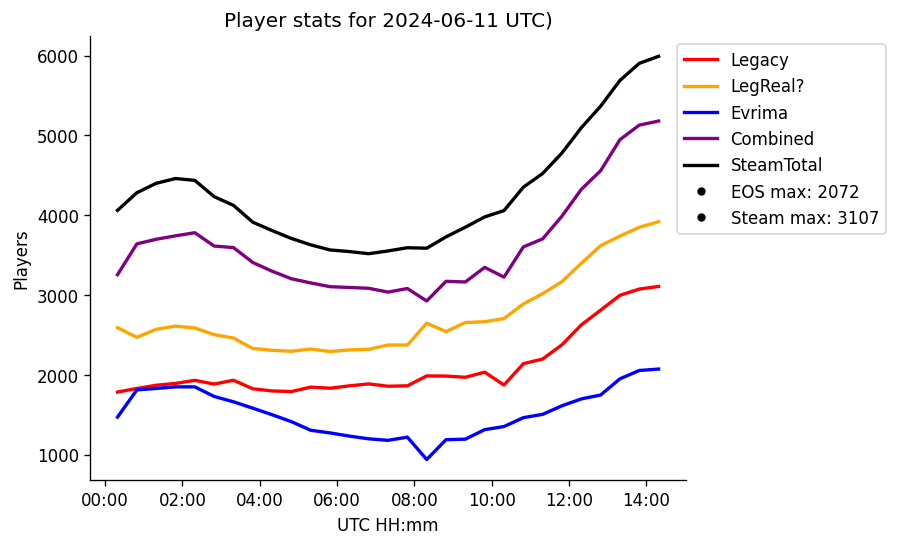 Player stats for 2024-06-11 UTC)
6000
5000
4000
3000
2000
1000
Players
00:00 02:00 04:00 06:00 08:00 10:00 12:00 14:00
UTC HH:mm
Legacy
LegReal?
Evrima
Combined
SteamTotal
EOS max: 2072
Steam max: 3107